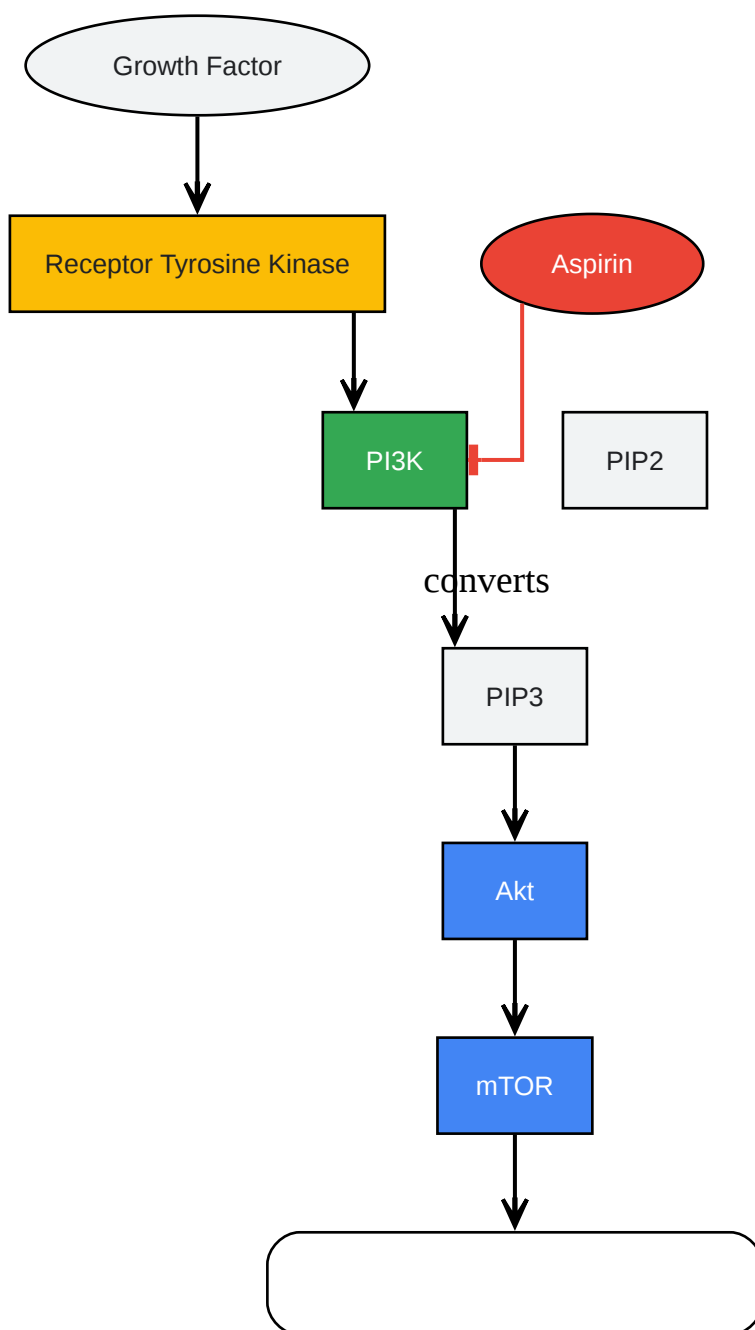 Growth Factor
Receptor Tyrosine Kinase
Aspirin
PI3K
PIP2
converts
PIP3
Akt
mTOR